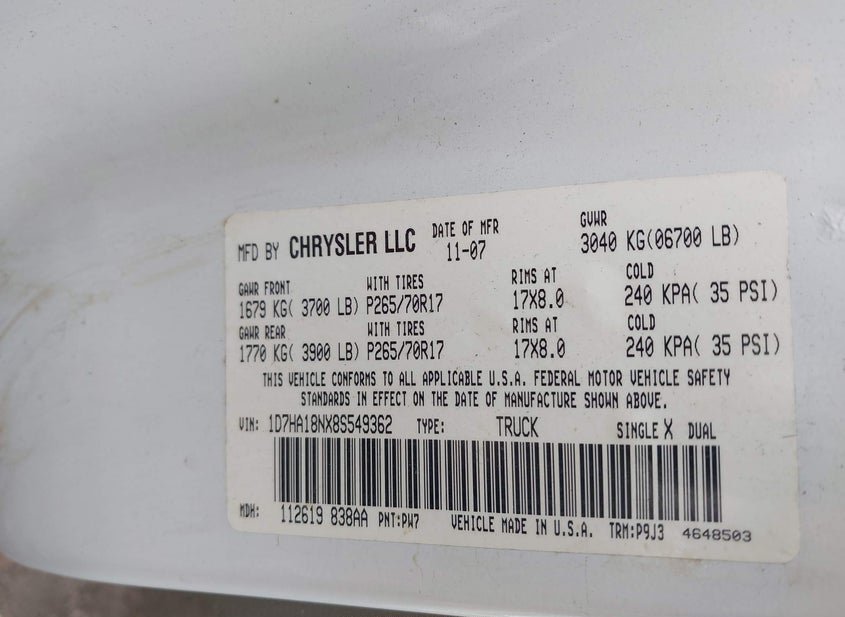 MFD BY CHRYSLER LLC DATE OF MFR 11-07 GVWR 3040 KG(06700 LB)
GAWR FRONT WITH TIRES RIMS AT COLD
1679 KG( 3700 LB) P265/70R17 17X8.0 240 KPA( 35 PSI)
GAWR REAR WITH TIRES RIMS AT COLD
1770 KG( 3900 LB) P265/70R17 17X8.0 240 KPA( 35 PSI)
THIS VEHICLE CONFORMS TO ALL APPLICABLE U.S.A. FEDERAL MOTOR VEHICLE SAFETY
STANDARDS IN EFFECT ON THE DATE OF MANUFACTURE SHOWN ABOVE.
VIN: 1D7HA18NX8S549362 TYPE: TRUCK SINGLE X DUAL
MDH: 112619 838AA PNT:PW7 VEHICLE MADE IN U.S.A. TRM:P9J3 4648503